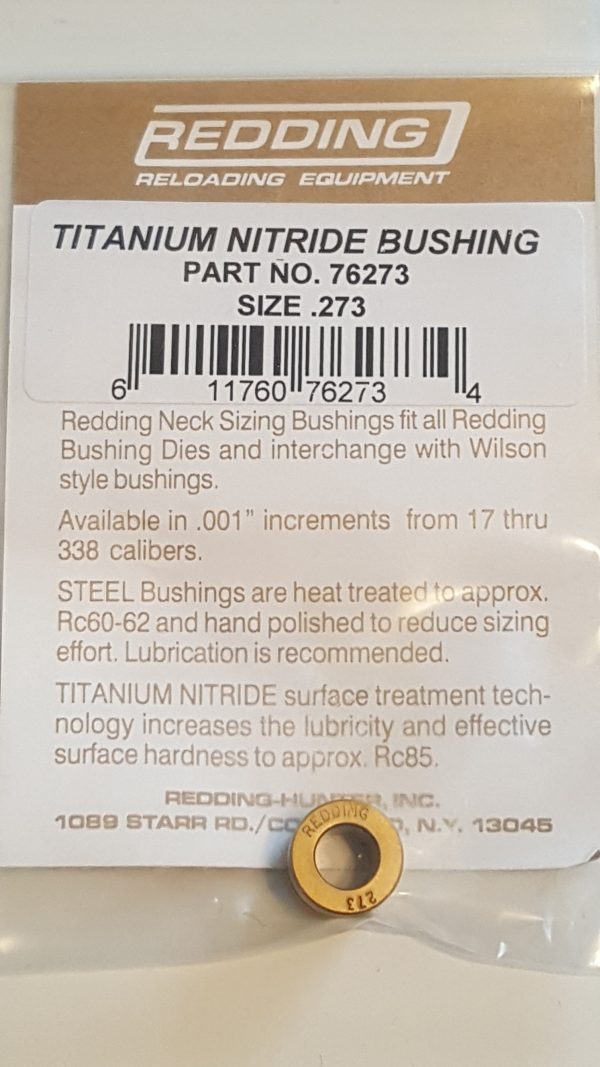 REDDING
RELOADING EQUIPMENT
TITANIUM NITRIDE BUSHING
PART NO. 76273
SIZE .273
6 11760 76273 4
Redding Neck Sizing Bushings fit all Redding
Bushing Dies and interchange with Wilson
style bushings.
Available in .001" increments from 17 thru
338 calibers.
STEEL Bushings are heat treated to approx.
Rc60-62 and hand polished to reduce sizing
effort. Lubrication is recommended.
TITANIUM NITRIDE surface treatment tech-
nology increases the lubricity and effective
surface hardness to approx. Rc85.
REDDING-HUNTER, INC.
1089 STARR RD./ N.Y. 13045
REDDING
273